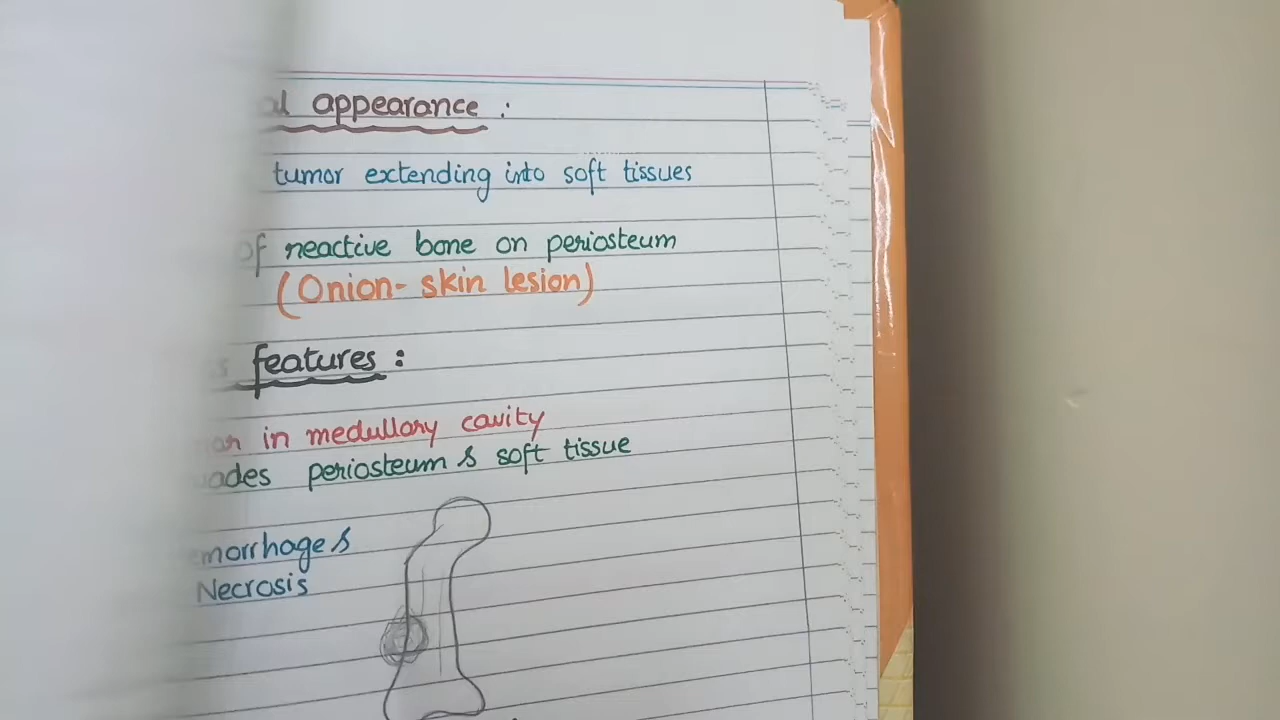 appearance :
tumor extending into soft tissues
of reactive bone on periosteum
(Onion- skin lesion)
features :
in medullary cavity
periosteum & soft tissue
&
Necrosis